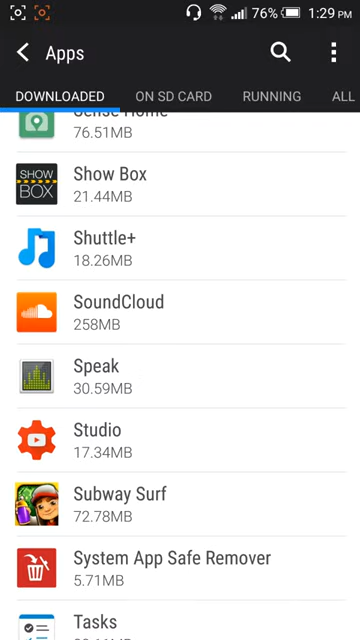 76% 1:29 PM
Apps
DOWNLOADED ON SD CARD RUNNING ALL
Sense Home
76.51MB
SHOW BOX
Show Box
21.44MB
Shuttle+
18.26MB
SoundCloud
258MB
Speak
30.59MB
Studio
17.34MB
Subway Surf
72.78MB
System App Safe Remover
5.71MB
Tasks